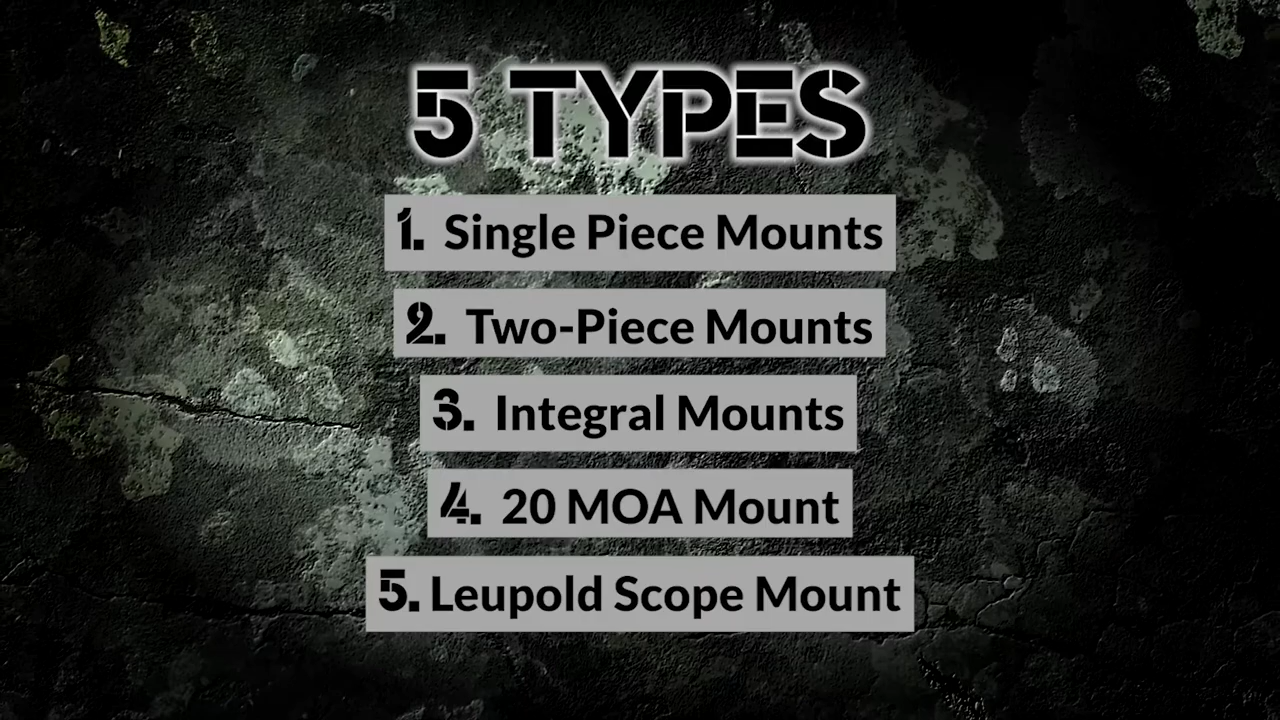 5 TYPES
1. Single Piece Mounts
2. Two-Piece Mounts
3. Integral Mounts
4. 20 MOA Mount
5. Leupold Scope Mount